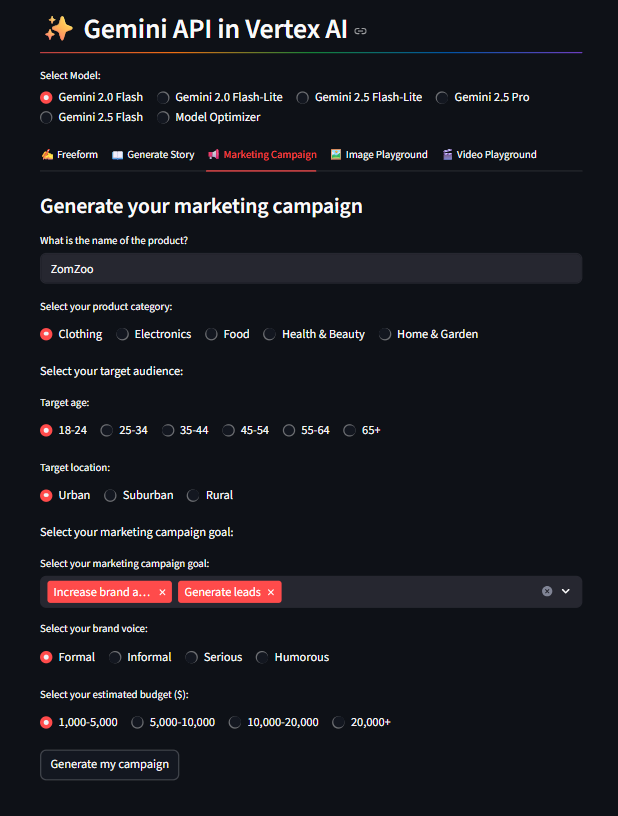 ✨ Gemini API in Vertex AI
Select Model:
Gemini 2.0 Flash Gemini 2.0 Flash-Lite Gemini 2.5 Flash-Lite Gemini 2.5 Pro
Gemini 2.5 Flash Model Optimizer
✍️ Freeform 📖 Generate Story 📢 Marketing Campaign 🖼️ Image Playground 🎬 Video Playground
Generate your marketing campaign
What is the name of the product?
ZomZoo
Select your product category:
Clothing Electronics Food Health & Beauty Home & Garden
Select your target audience:
Target age:
18-24 25-34 35-44 45-54 55-64 65+
Target location:
Urban Suburban Rural
Select your marketing campaign goal:
Select your marketing campaign goal:
Increase brand a... × Generate leads ×
Select your brand voice:
Formal Informal Serious Humorous
Select your estimated budget ($):
1,000-5,000 5,000-10,000 10,000-20,000 20,000+
Generate my campaign